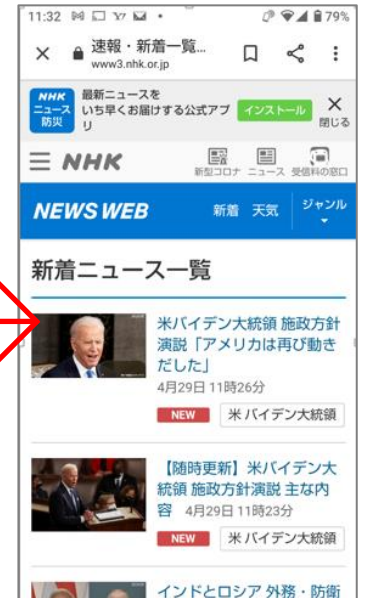 11:32 79%
速報・新着一覧...
www3.nhk.or.jp
NHK
ニュース
防災
最新ニュースを
いち早くお届けする公式アプ
リ
インストール
閉じる
NHK
新型コロナ ニュース 受信料の窓口
NEWS WEB 新着 天気 ジャンル
新着ニュース一覧
米バイデン大統領 施政方針
演説「アメリカは再び動き
だした」
4月29日 11時26分
NEW 米 バイデン大統領
【随時更新】米バイデン大
統領 施政方針演説 主な内
容 4月29日 11時23分
NEW 米 バイデン大統領
インドとロシア 外務・防衛